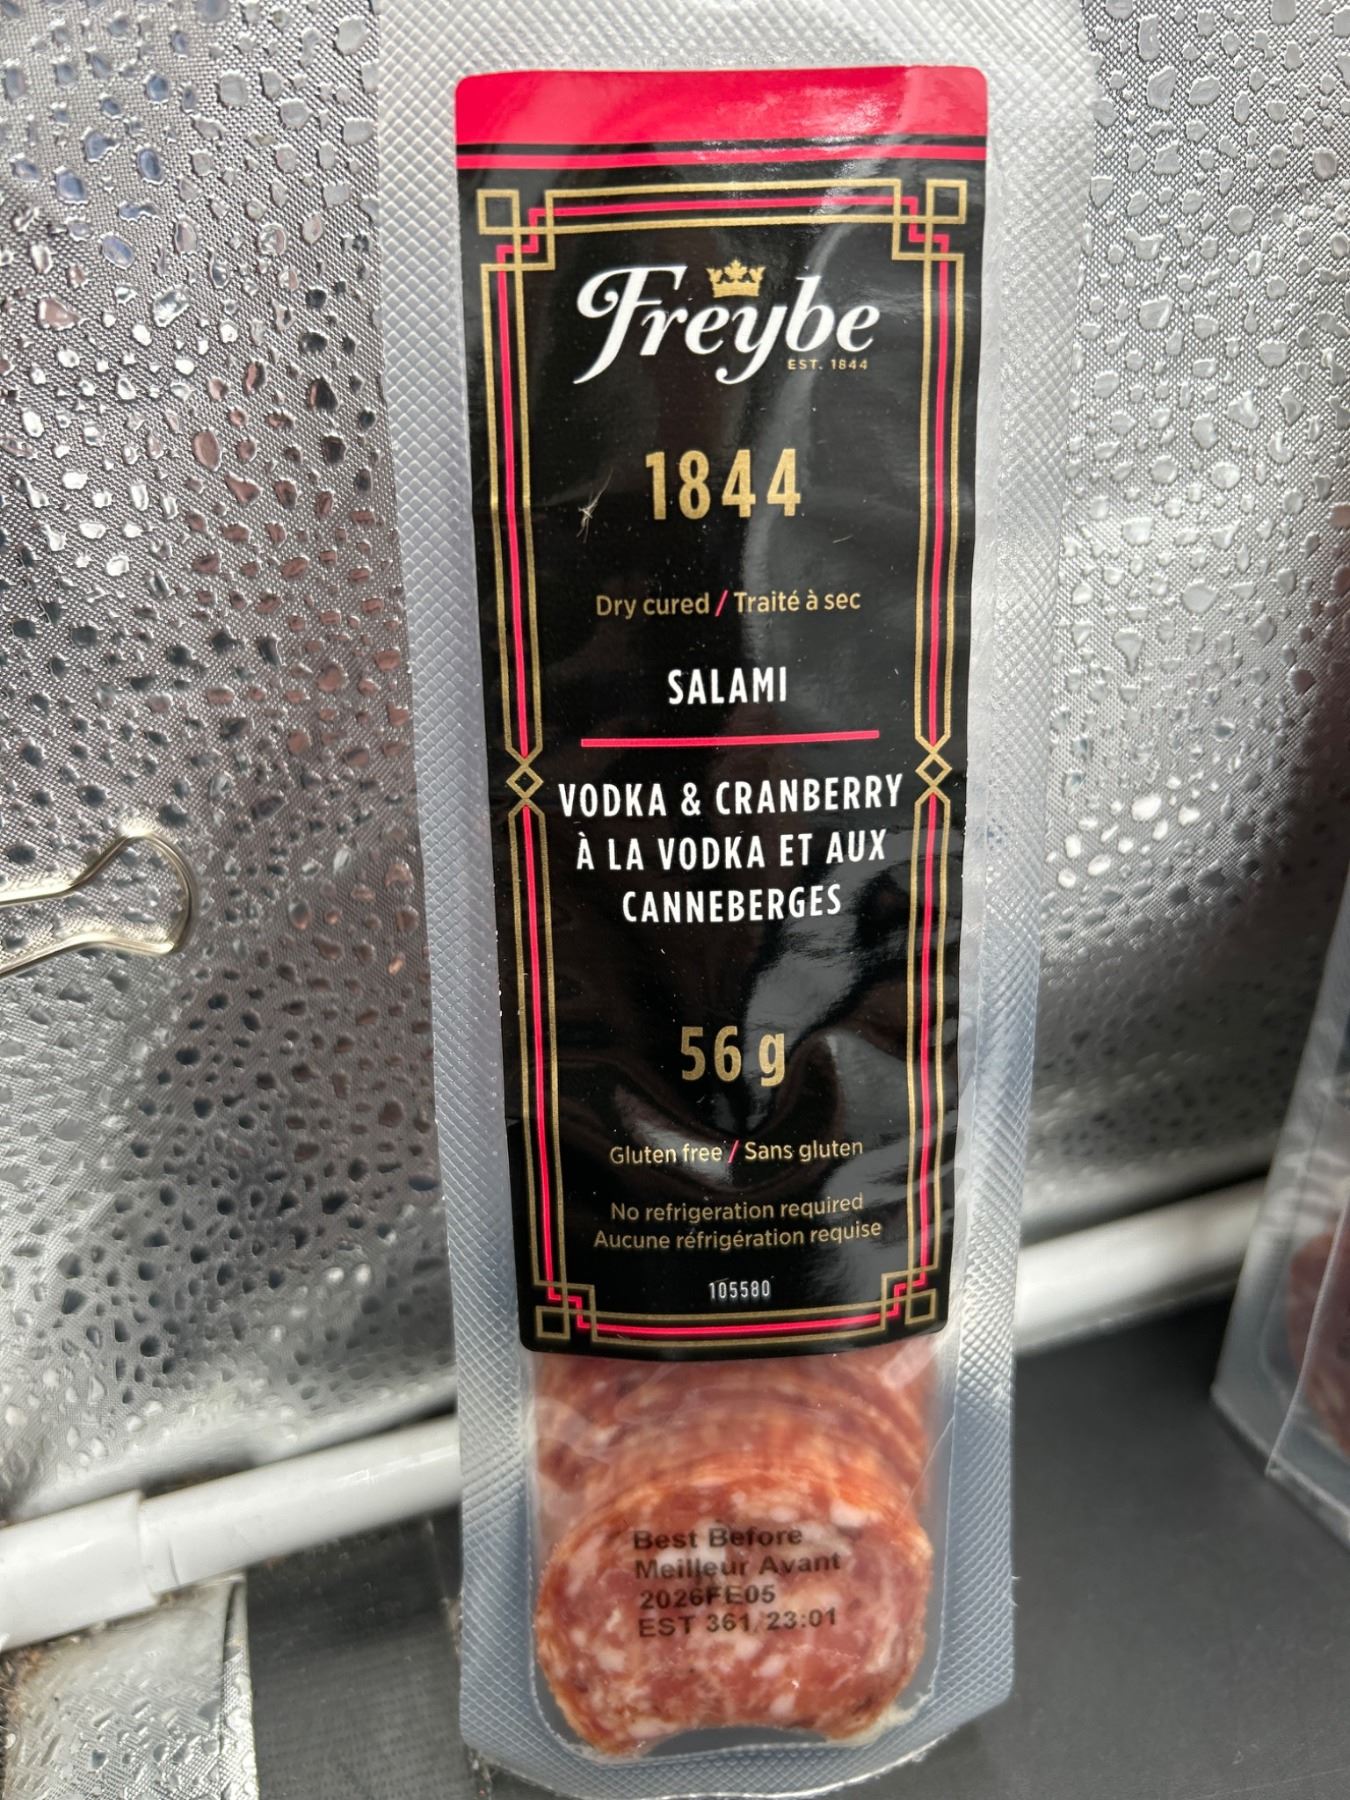 Freybe
EST. 1844
1844
Dry cured / Traité à sec
SALAMI
VODKA & CRANBERRY
À LA VODKA ET AUX
CANNEBERGES
56 g
Gluten free / Sans gluten
No refrigeration required
Aucune réfrigération requise
105580
Best Before
Meilleur Avant
2026FE05
EST 361/23:01